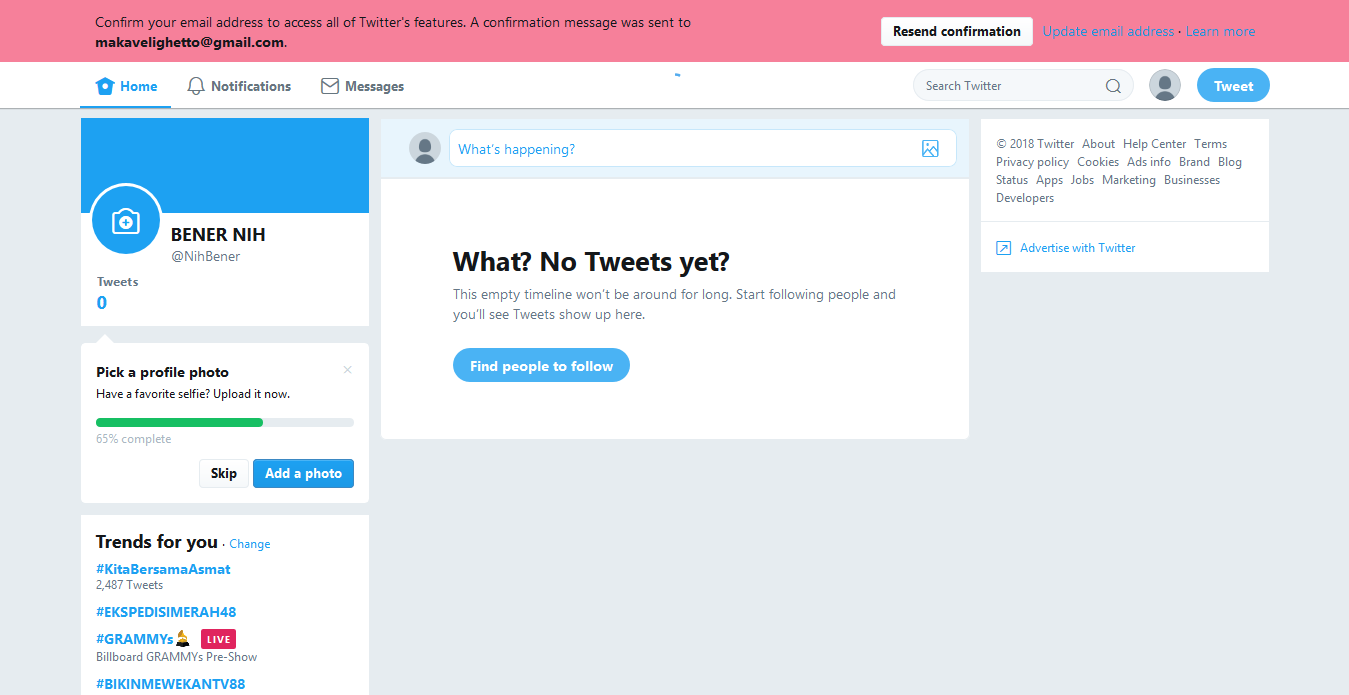 Confirm your email address to access all of Twitter's features. A confirmation message was sent to
makavelighetto@gmail.com.
Resend confirmation
Update email address · Learn more
Home
Notifications
Messages
Search Twitter
Tweet
BENER NIH
@NihBener
Tweets
0
Pick a profile photo
Have a favorite selfie? Upload it now.
65% complete
Skip
Add a photo
Trends for you · Change
#KitaBersamaAsmat
2,487 Tweets
#EKSPEDISIMERAH48
#GRAMMYs LIVE
Billboard GRAMMYs Pre-Show
#BIKINMEWEKANTV88
What's happening?
What? No Tweets yet?
This empty timeline won't be around for long. Start following people and
you'll see Tweets show up here.
Find people to follow
© 2018 Twitter About Help Center Terms
Privacy policy Cookies Ads info Brand Blog
Status Apps Jobs Marketing Businesses
Developers
Advertise with Twitter